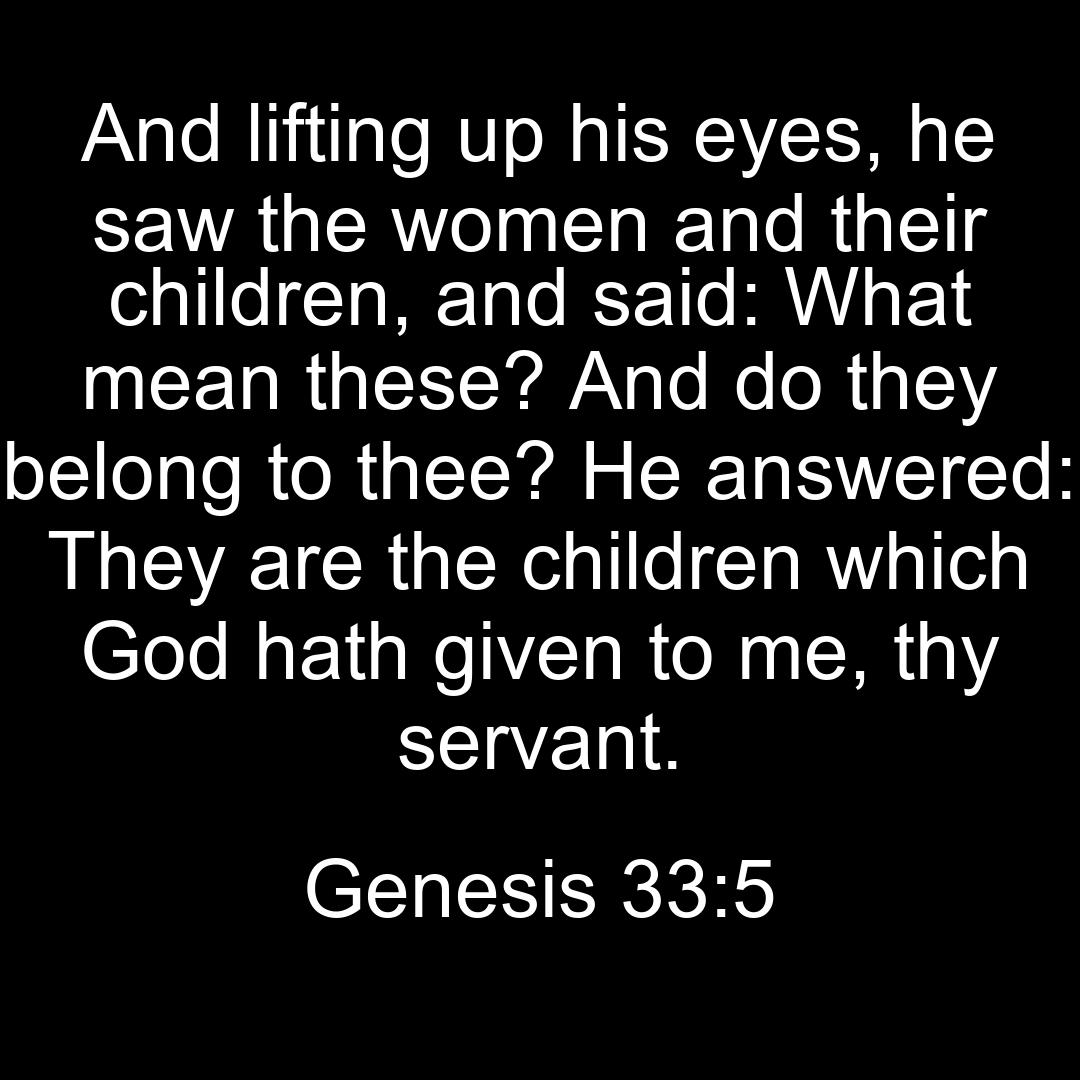 And lifting up his eyes, he
saw the women and their
children, and said: What
mean these? And do they
belong to thee? He answered:
They are the children which
God hath given to me, thy
servant.
Genesis 33:5